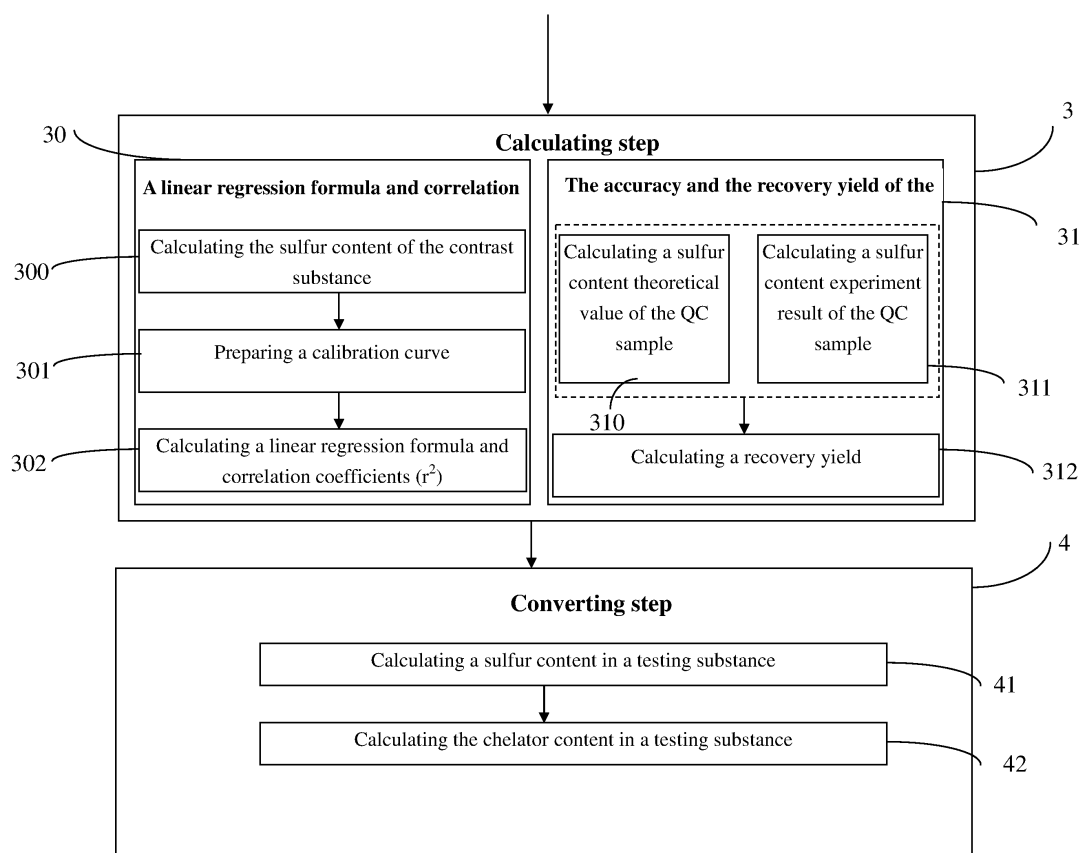 3
30
Calculating step
A linear regression formula and correlation
The accuracy and the recovery yield of the
31
300
Calculating the sulfur content of the contrast
substance
301
Preparing a calibration curve
302
Calculating a linear regression formula and
correlation coefficients (r²)
Calculating a sulfur
content theoretical
value of the QC
sample
310
Calculating a sulfur
content experiment
result of the QC
sample
311
Calculating a recovery yield
312
4
Converting step
Calculating a sulfur content in a testing substance
41
Calculating the chelator content in a testing substance
42